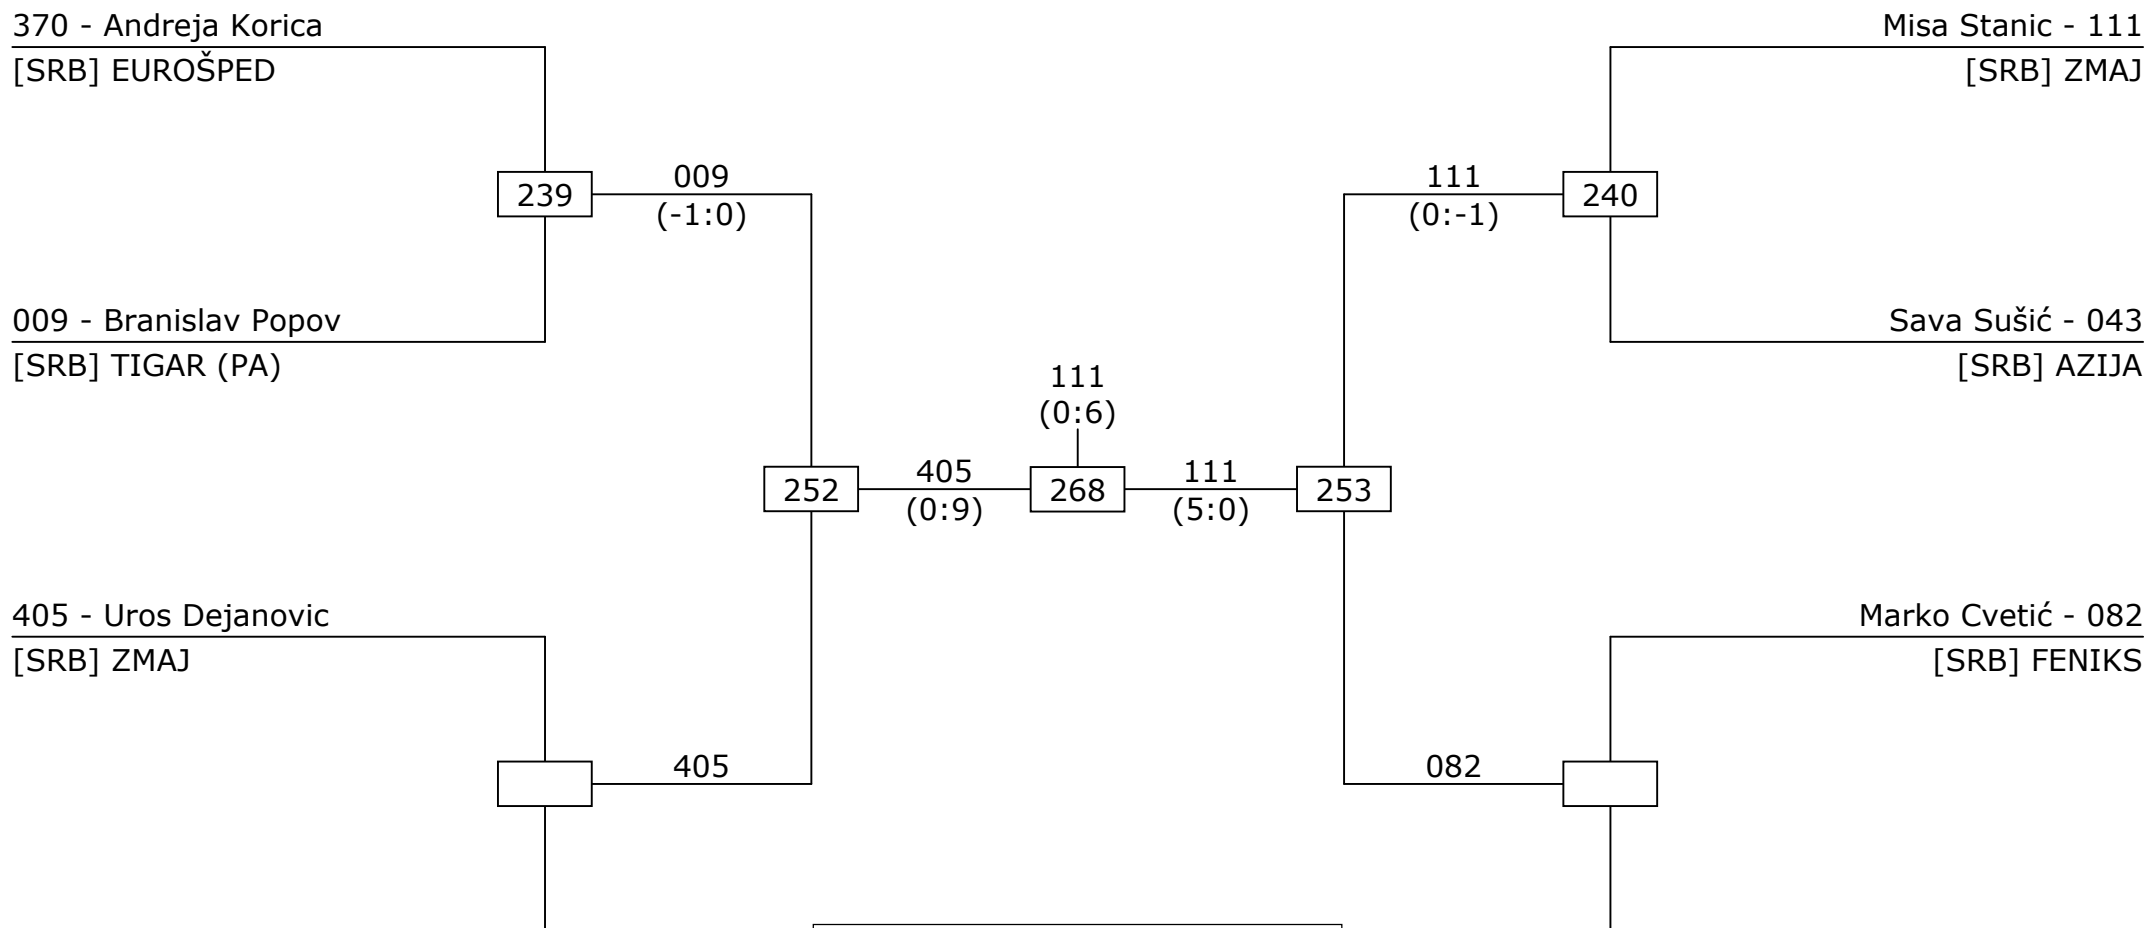 370 - Andreja Korica
[SRB] EUROŠPED
Misa Stanic - 111
[SRB] ZMAJ
239
009
(-1:0)
111
(0:-1)
240
009 - Branislav Popov
[SRB] TIGAR (PA)
Sava Sušić - 043
[SRB] AZIJA
111
(0:6)
252
405
(0:9)
268
111
(5:0)
253
405 - Uros Dejanovic
[SRB] ZMAJ
Marko Cvetić - 082
[SRB] FENIKS
405
082